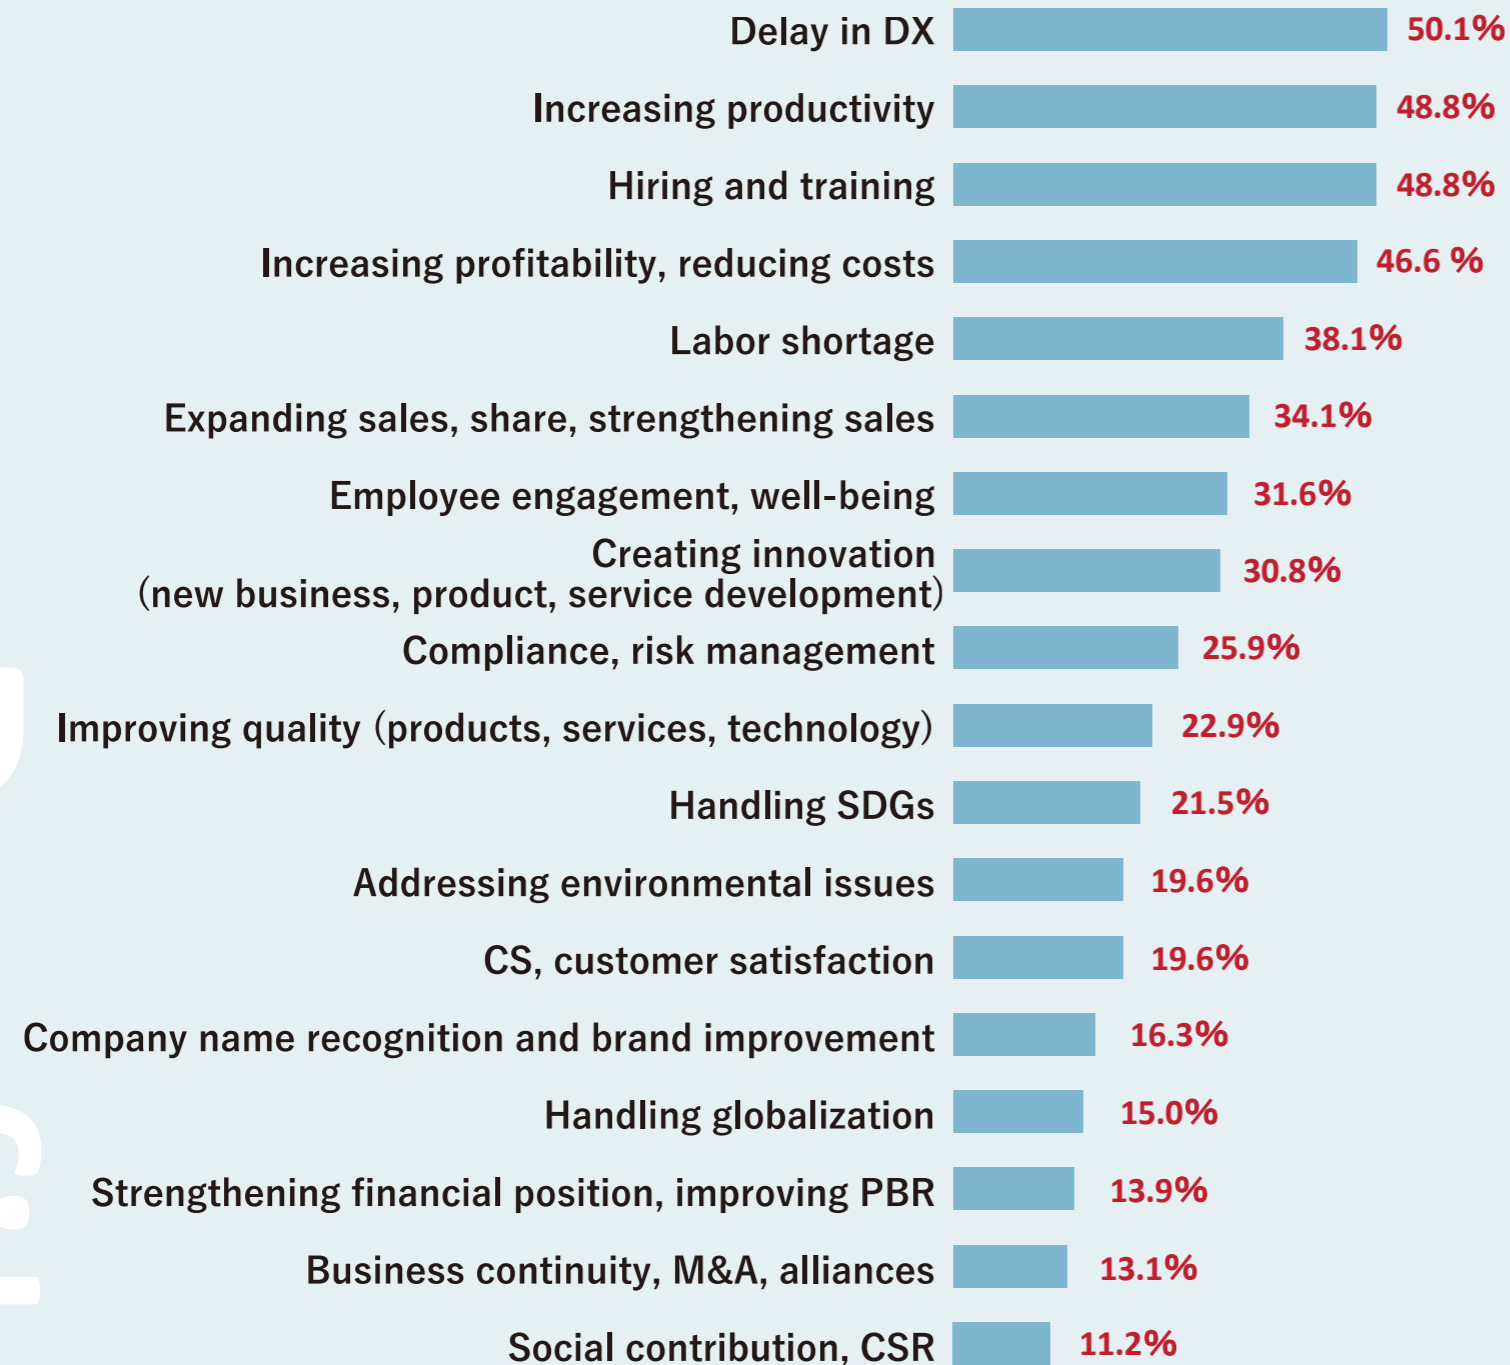 Delay in DX 50.1%
Increasing productivity 48.8%
Hiring and training 48.8%
Increasing profitability, reducing costs 46.6 %
Labor shortage 38.1%
Expanding sales, share, strengthening sales 34.1%
Employee engagement, well-being 31.6%
Creating innovation
(new business, product, service development) 30.8%
Compliance, risk management 25.9%
Improving quality (products, services, technology) 22.9%
Handling SDGs 21.5%
Addressing environmental issues 19.6%
CS, customer satisfaction 19.6%
Company name recognition and brand improvement 16.3%
Handling globalization 15.0%
Strengthening financial position, improving PBR 13.9%
Business continuity, M&A, alliances 13.1%
Social contribution, CSR 11.2%